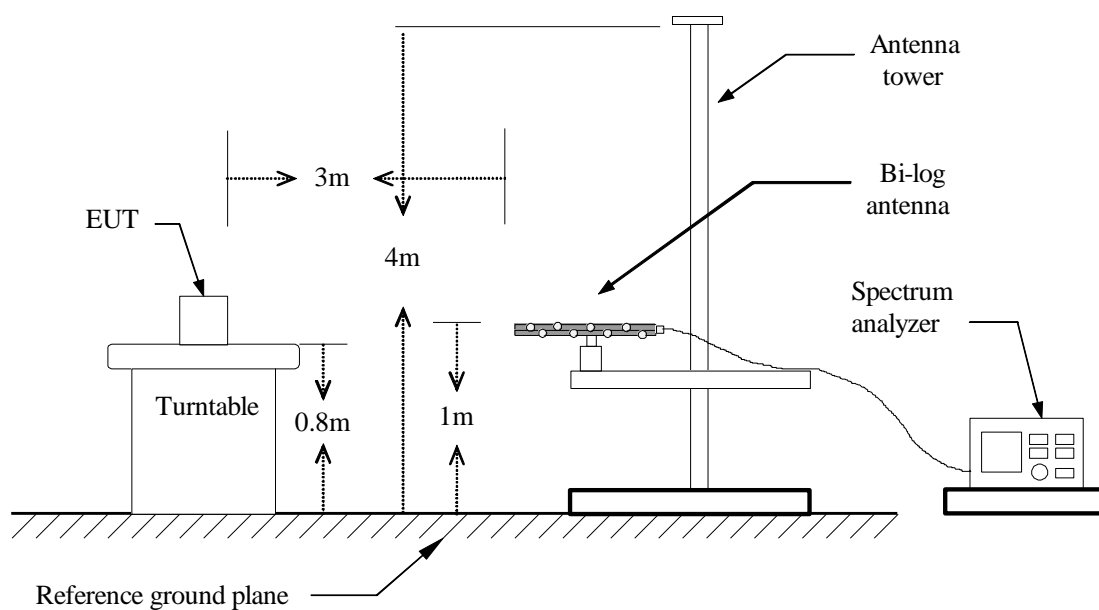 Antenna
tower
3m
Bi-log
antenna
EUT
4m
Spectrum
analyzer
Turntable
0.8m
1m
Reference ground plane